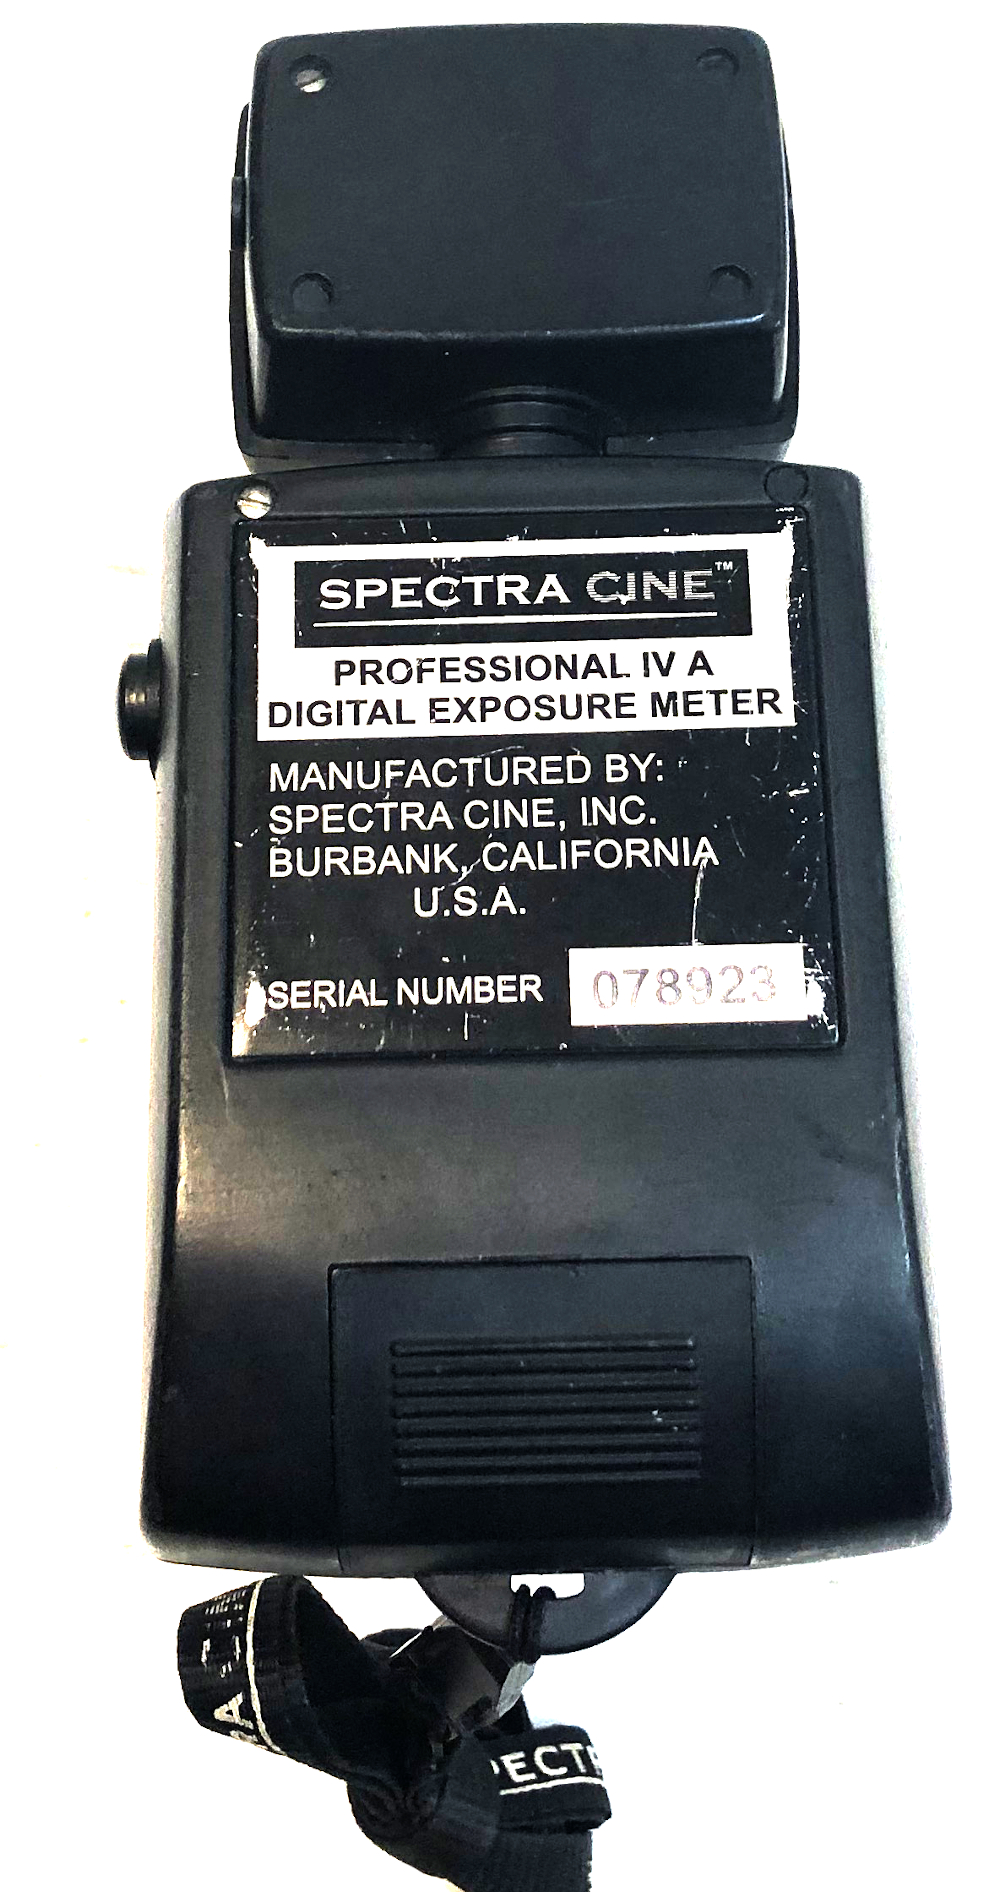 SPECTRA CINE™
PROFESSIONAL IV A
DIGITAL EXPOSURE METER
MANUFACTURED BY:
SPECTRA CINE, INC.
BURBANK, CALIFORNIA
U.S.A.
SERIAL NUMBER 078923